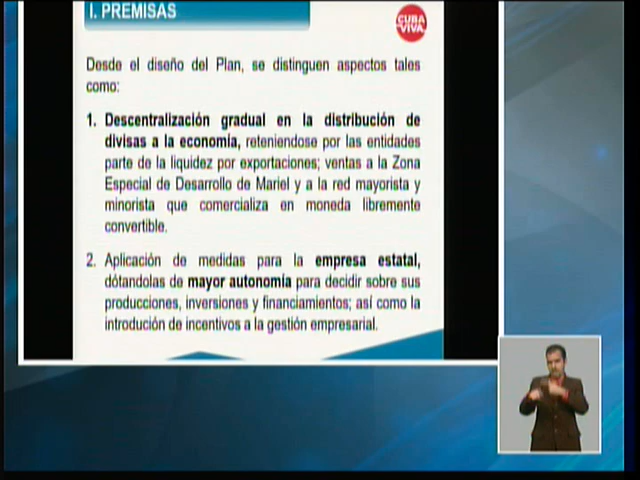 I. PREMISAS
CUBA
VIVA
Desde el diseño del Plan, se distinguen aspectos tales
como:
1. Descentralización gradual en la distribución de
divisas a la economía, reteniendose por las entidades
parte de la liquidez por exportaciones; ventas a la Zona
Especial de Desarrollo de Mariel y a la red mayorista y
minorista que comercializa en moneda libremente
convertible.
2. Aplicación de medidas para la empresa estatal,
dótandolas de mayor autonomía para decidir sobre sus
producciones, inversiones y financiamientos; así como la
introdución de incentivos a la gestión empresarial.